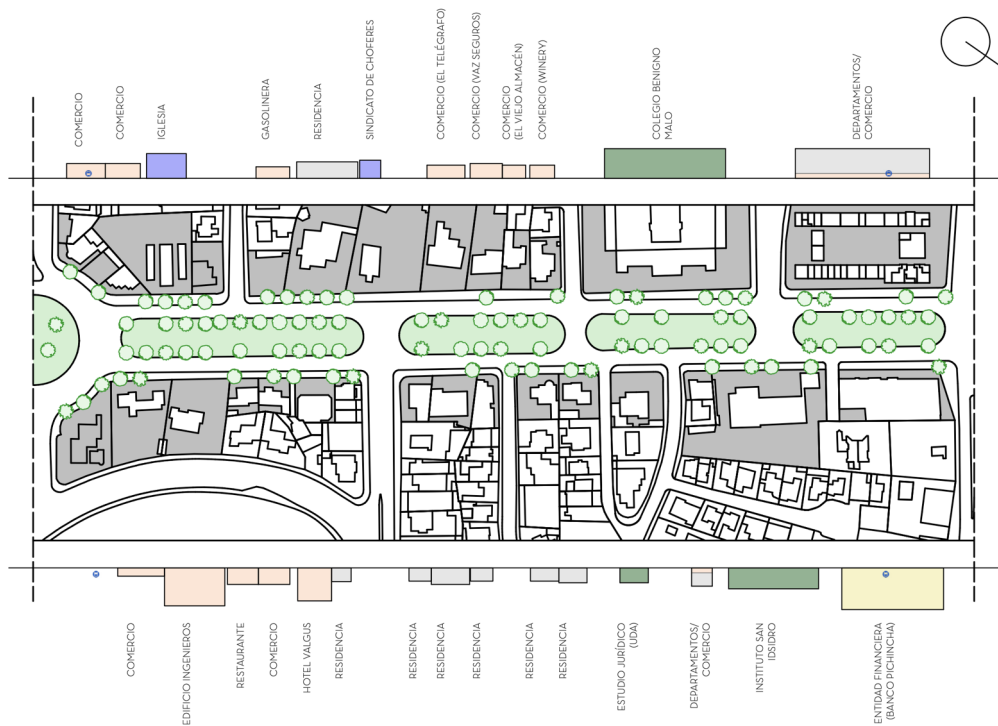 COMERCIO
COMERCIO
IGLESIA
GASOLINERA
RESIDENCIA
SINDICATO DE CHOFERES
COMERCIO (EL TELÉGRAFO)
COMERCIO (VAZ SEGUROS)
COMERCIO
(EL VIEJO ALMACÉN)
COMERCIO (WINERY)
COLEGIO BENIGNO
MALO
DEPARTAMENTOS/
COMERCIO
COMERCIO
EDIFICIO INGENIEROS
RESTAURANTE
COMERCIO
HOTEL VALGUS
RESIDENCIA
RESIDENCIA
RESIDENCIA
RESIDENCIA
RESIDENCIA
RESIDENCIA
ESTUDIO JURÍDICO
(UDA)
DEPARTAMENTOS/
COMERCIO
INSTITUTO SAN
IDSIDRO
ENTIDAD FINANCIERA
(BANCO PICHINCHA)